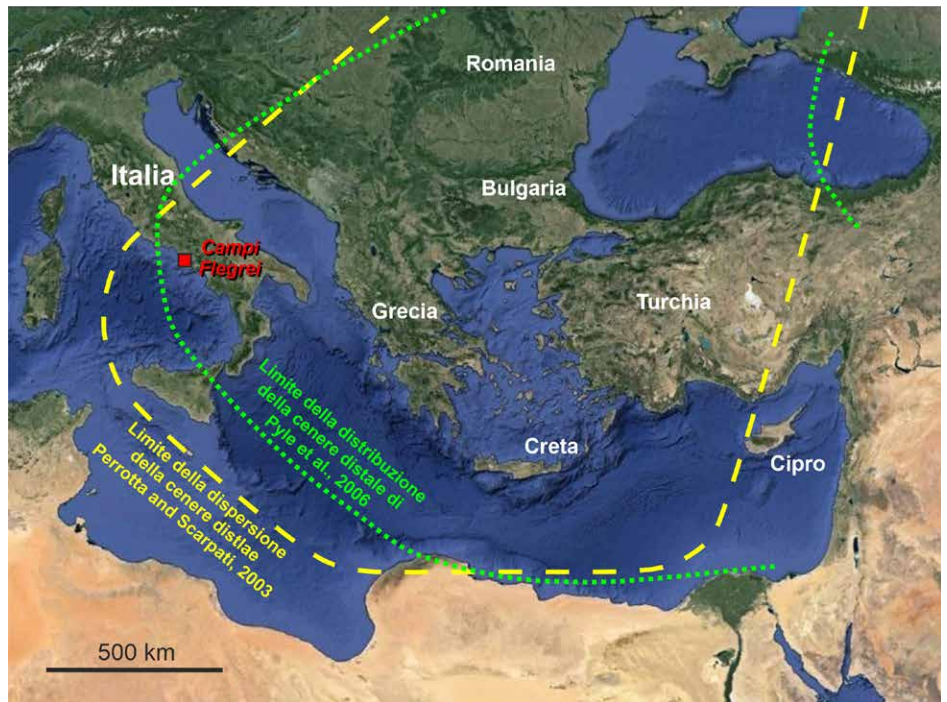 Romania
Italia
Bulgaria
Campi
Flegrei
Grecia
Turchia
Limite della distribuzione
della cenere distale di
Pyle et al., 2006
Creta
Cipro
Limite della dispersione
della cenere distlae
Perrotta and Scarpati, 2003
500 km